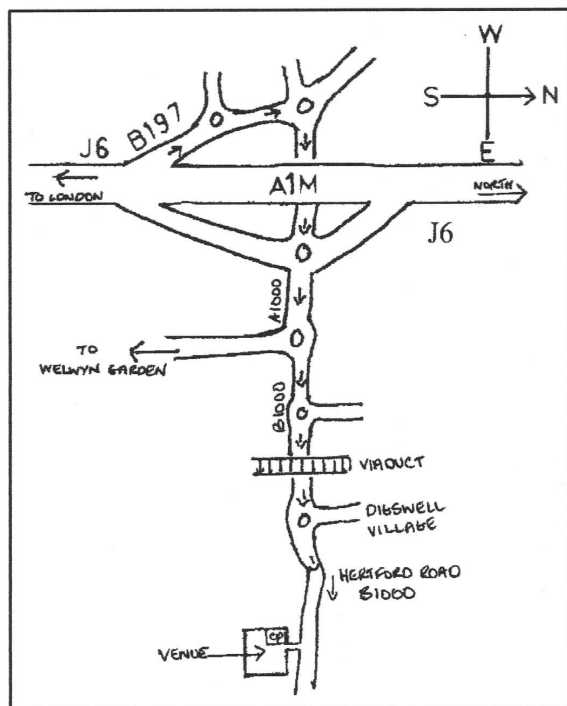 W
S
N
E
J6
B197
TO LONDON
A1M
NORTH
J6
A1000
TO
WELWYN GARDEN
B1000
VIADUCT
DIGSWELL
VILLAGE
HERTFORD ROAD
B1000
CP
VENUE